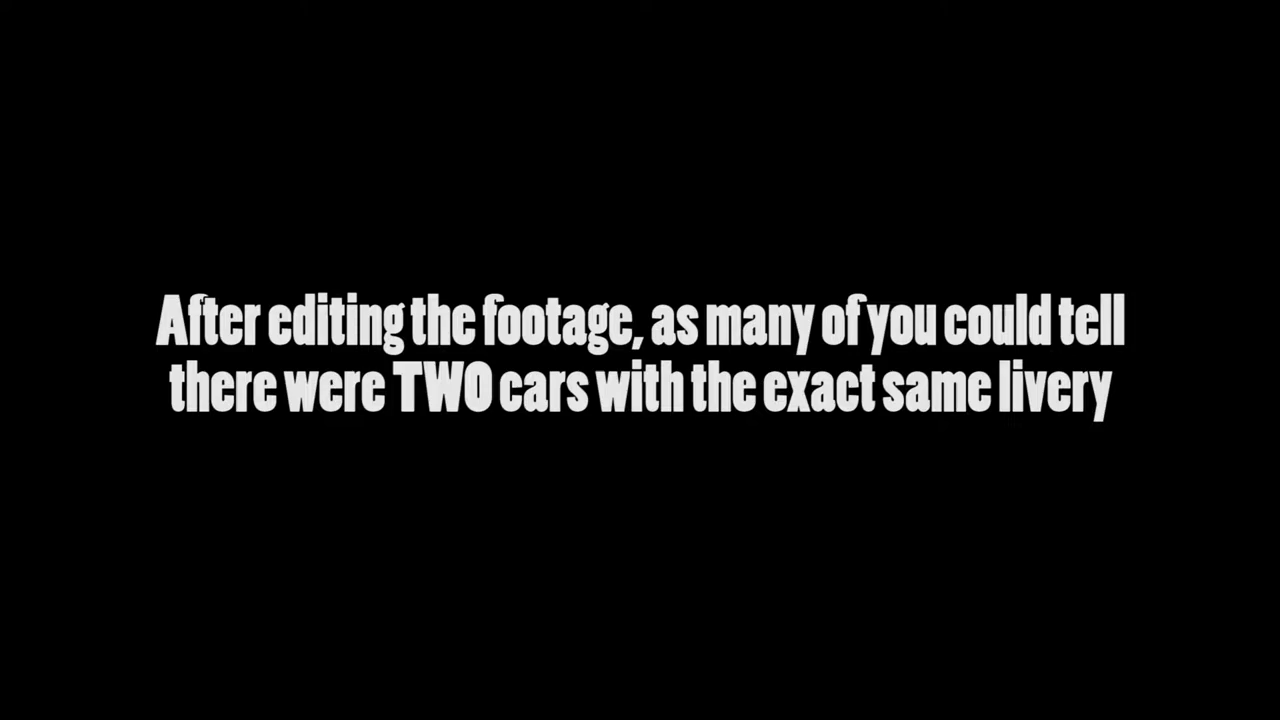 After editing the footage, as many of you could tell
there were TWO cars with the exact same livery